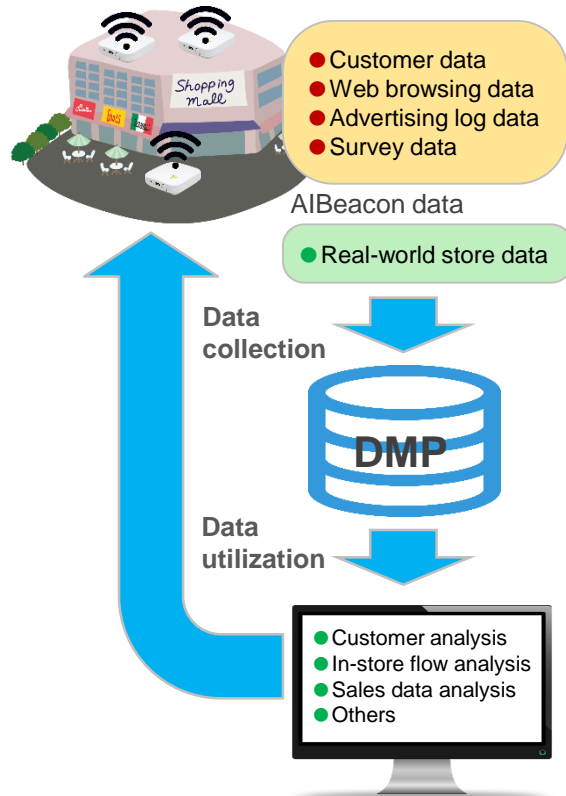 Shopping
Mall
Customer data
Web browsing data
Advertising log data
Survey data
AIBeacon data
Real-world store data
Data
collection
DMP
Data
utilization
Customer analysis
In-store flow analysis
Sales data analysis
Others